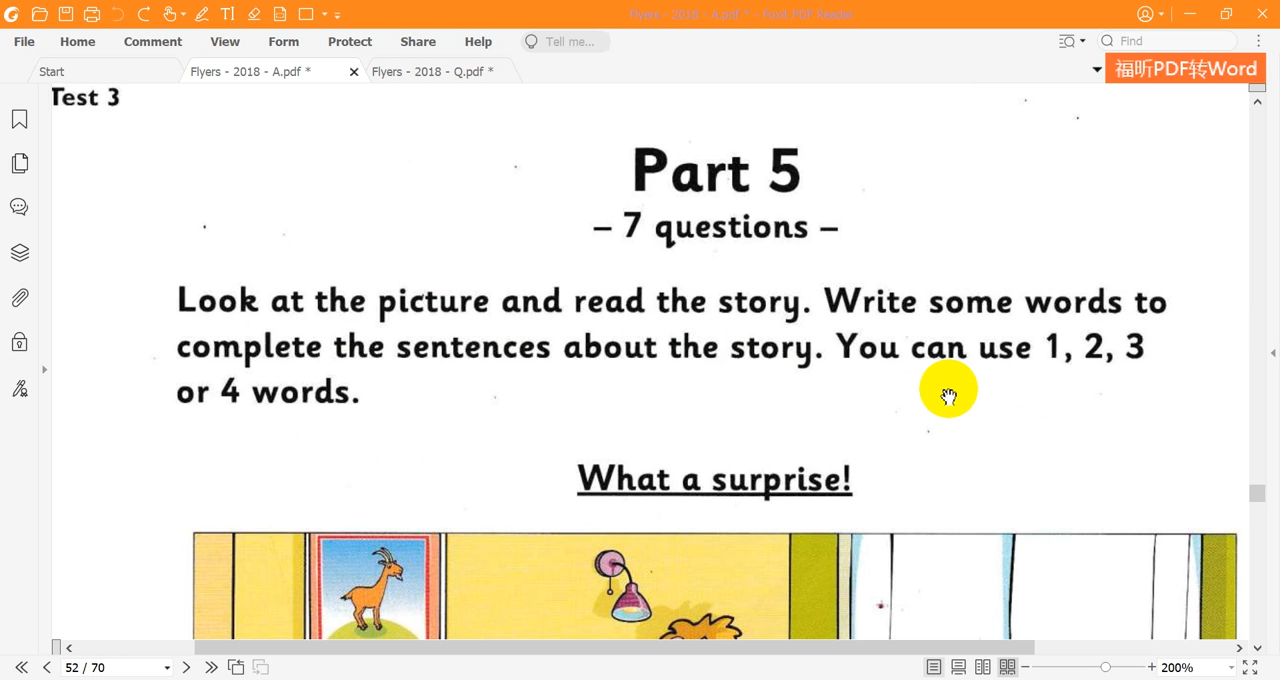 Flyers - 2018 - A.pdf * - Foxit PDF Reader
File Home Comment View Form Protect Share Help Tell me... Find
Start Flyers - 2018 - A.pdf * Flyers - 2018 - Q.pdf * 福昕PDF转Word
Test 3
Part 5
– 7 questions –
Look at the picture and read the story. Write some words to
complete the sentences about the story. You can use 1, 2, 3
or 4 words.
What a surprise!
52 / 70 200%